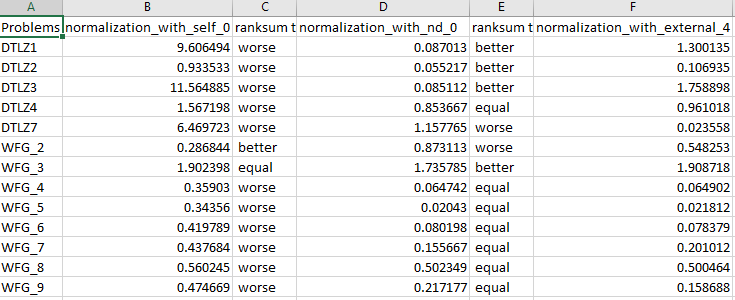 A B C D E F
Problems normalization_with_self_0 ranksum t normalization_with_nd_0 ranksum t normalization_with_external_4
DTLZ1 9.606494 worse 0.087013 better 1.300135
DTLZ2 0.933533 worse 0.055217 better 0.106935
DTLZ3 11.564885 worse 0.085112 better 1.758898
DTLZ4 1.567198 worse 0.853667 equal 0.961018
DTLZ7 6.469723 worse 1.157765 worse 0.023558
WFG_2 0.286844 better 0.873113 worse 0.548253
WFG_3 1.902398 equal 1.735785 better 1.908718
WFG_4 0.35903 worse 0.064742 equal 0.064902
WFG_5 0.34356 worse 0.02043 equal 0.021812
WFG_6 0.419789 worse 0.080198 equal 0.078379
WFG_7 0.437684 worse 0.155667 equal 0.201012
WFG_8 0.560245 worse 0.502349 equal 0.500464
WFG_9 0.474669 worse 0.217177 equal 0.158688